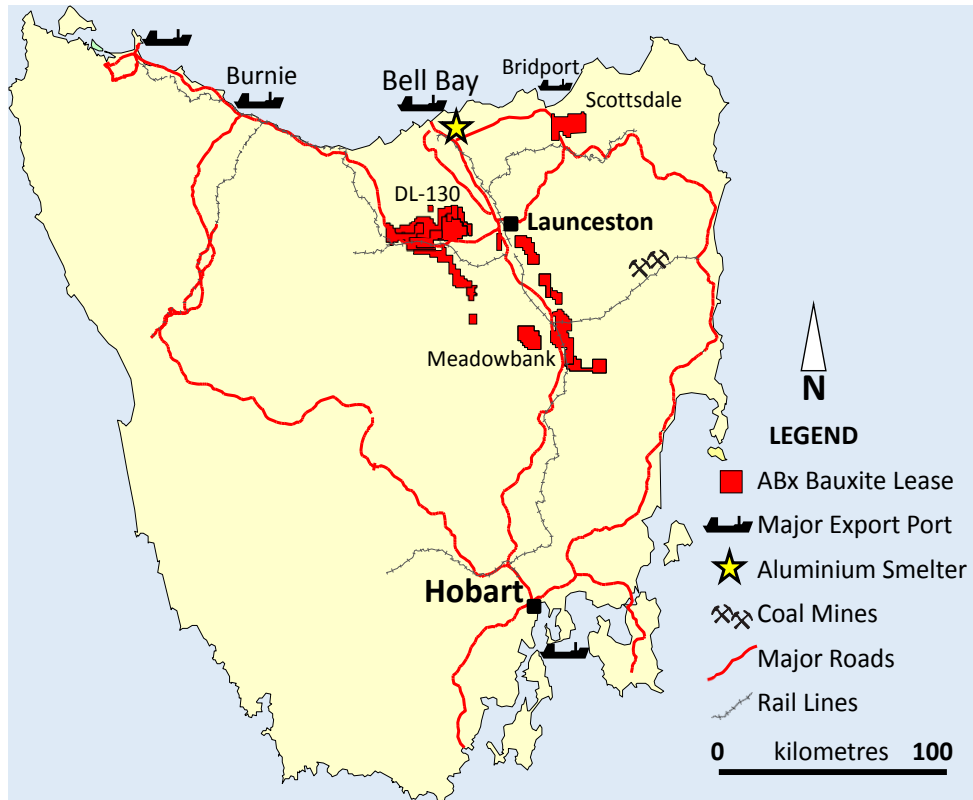 Burnie
Bell Bay
Bridport
Scottsdale
DL-130
Launceston
Meadowbank
Hobart
N
LEGEND
ABx Bauxite Lease
Major Export Port
Aluminium Smelter
Coal Mines
Major Roads
Rail Lines
0 kilometres 100